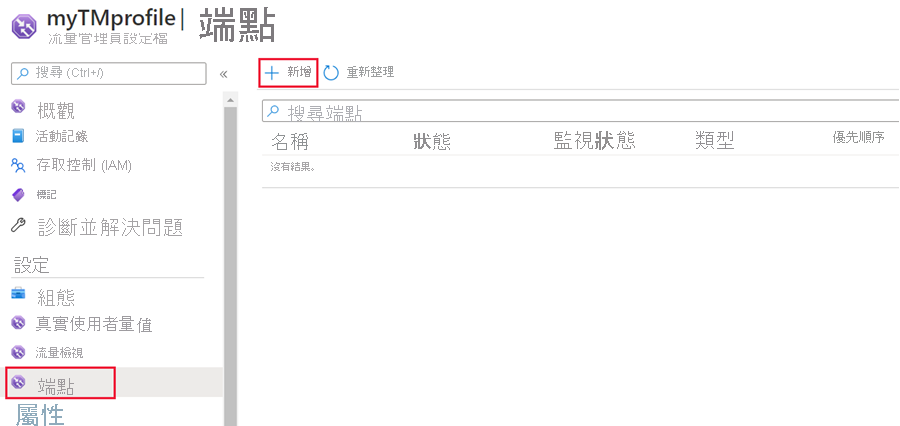 myTMprofile | 端點
流量管理員設定檔
搜尋 (Ctrl+/)
«
新增
重新整理
概觀
活動記錄
存取控制 (IAM)
標記
診斷並解決問題
設定
組態
真實使用者量值
流量檢視
端點
屬性
搜尋端點
名稱 狀態 監視狀態 類型 優先順序
沒有結果。